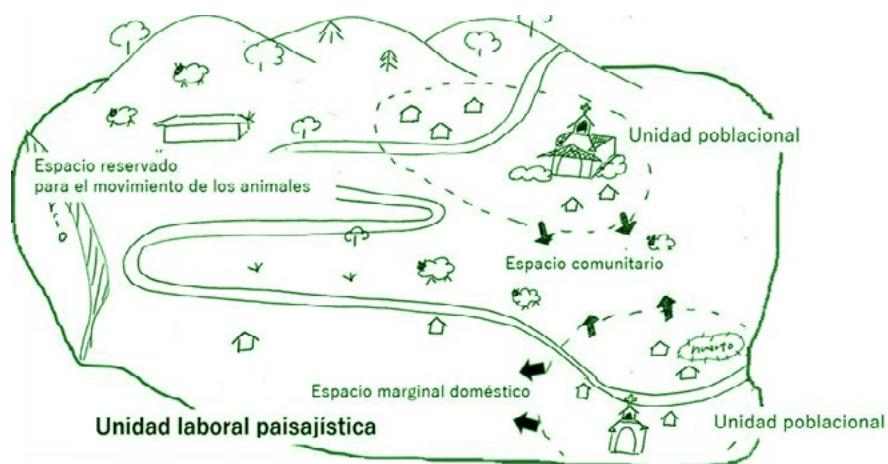 Unidad poblacional
Espacio reservado
para el movimiento de los animales
Espacio comunitario
puerto
Espacio marginal doméstico
Unidad laboral paisajística
Unidad poblacional